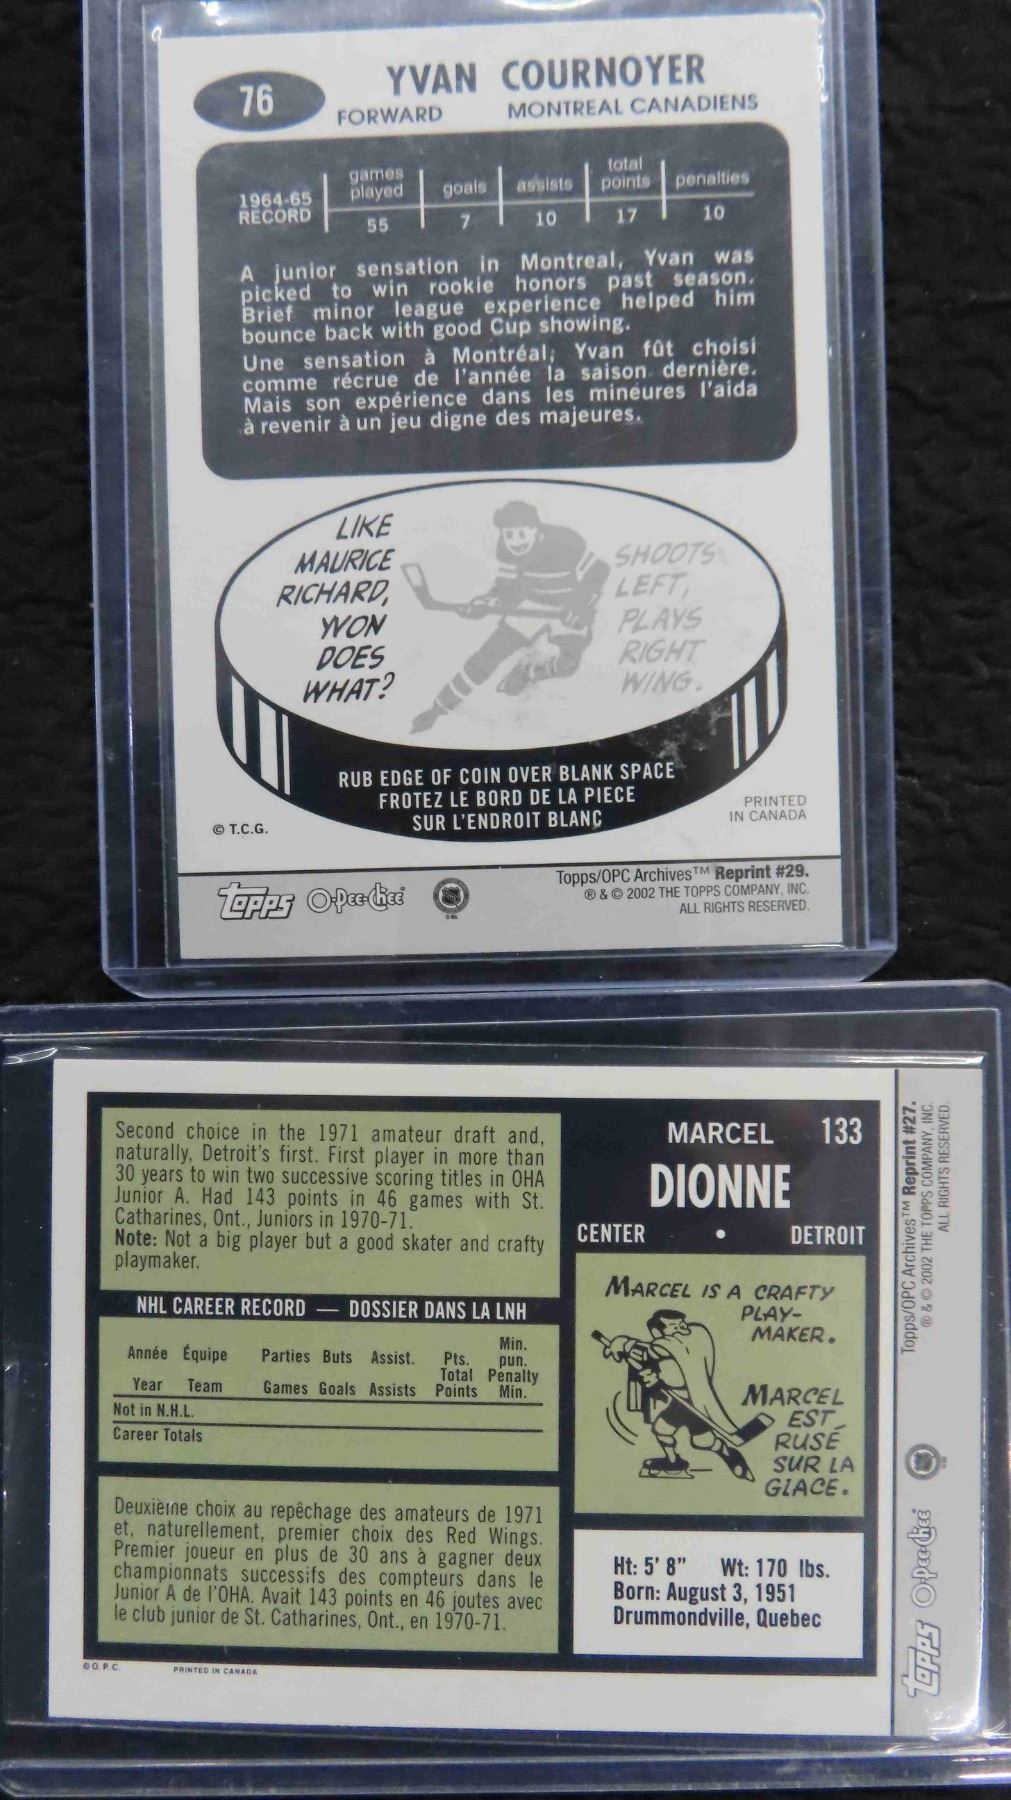 76
YVAN COURNOYER
FORWARD MONTREAL CANADIENS
1964-65 RECORD
games played goals assists total points penalties
55 7 10 17 10
A junior sensation in Montreal, Yvan was
picked to win rookie honors past season.
Brief minor league experience helped him
bounce back with good Cup showing.
Une sensation à Montréal, Yvan fût choisi
comme récrue de l'année la saison dernière.
Mais son expérience dans les mineures l'aida
à revenir à un jeu digne des majeures.
LIKE
MAURICE
RICHARD,
YVON
DOES
WHAT?
SHOOTS
LEFT,
PLAYS
RIGHT
WING.
RUB EDGE OF COIN OVER BLANK SPACE
FROTEZ LE BORD DE LA PIECE
SUR L'ENDROIT BLANC
© T.C.G.
PRINTED
IN CANADA
Topps O-Pee-Chee
Topps/OPC Archives™ Reprint #29.
® & © 2002 THE TOPPS COMPANY, INC.
ALL RIGHTS RESERVED.
Second choice in the 1971 amateur draft and,
naturally, Detroit's first. First player in more than
30 years to win two successive scoring titles in OHA
Junior A. Had 143 points in 46 games with St.
Catharines, Ont., Juniors in 1970-71.
Note: Not a big player but a good skater and crafty
playmaker.
NHL CAREER RECORD — DOSSIER DANS LA LNH
Année Équipe Parties Buts Assist. Pts. Min. pun.
Year Team Games Goals Assists Total Points Penalty Min.
Not in N.H.L.
Career Totals
Deuxième choix au repêchage des amateurs de 1971
et, naturellement, premier choix des Red Wings.
Premier joueur en plus de 30 ans à gagner deux
championnats successifs des compteurs dans le
Junior A de l'OHA. Avait 143 points en 46 joutes avec
le club junior de St. Catharines, Ont., en 1970-71.
© O.P.C. PRINTED IN CANADA
MARCEL 133
DIONNE
CENTER • DETROIT
MARCEL IS A CRAFTY
PLAY-
MAKER.
MARCEL
EST
RUSÉ
SUR LA
GLACE.
Ht: 5' 8" Wt: 170 lbs.
Born: August 3, 1951
Drummondville, Quebec
Topps/OPC Archives™ Reprint #27.
® & © 2002 THE TOPPS COMPANY, INC.
ALL RIGHTS RESERVED.
Topps O-Pee-Chee